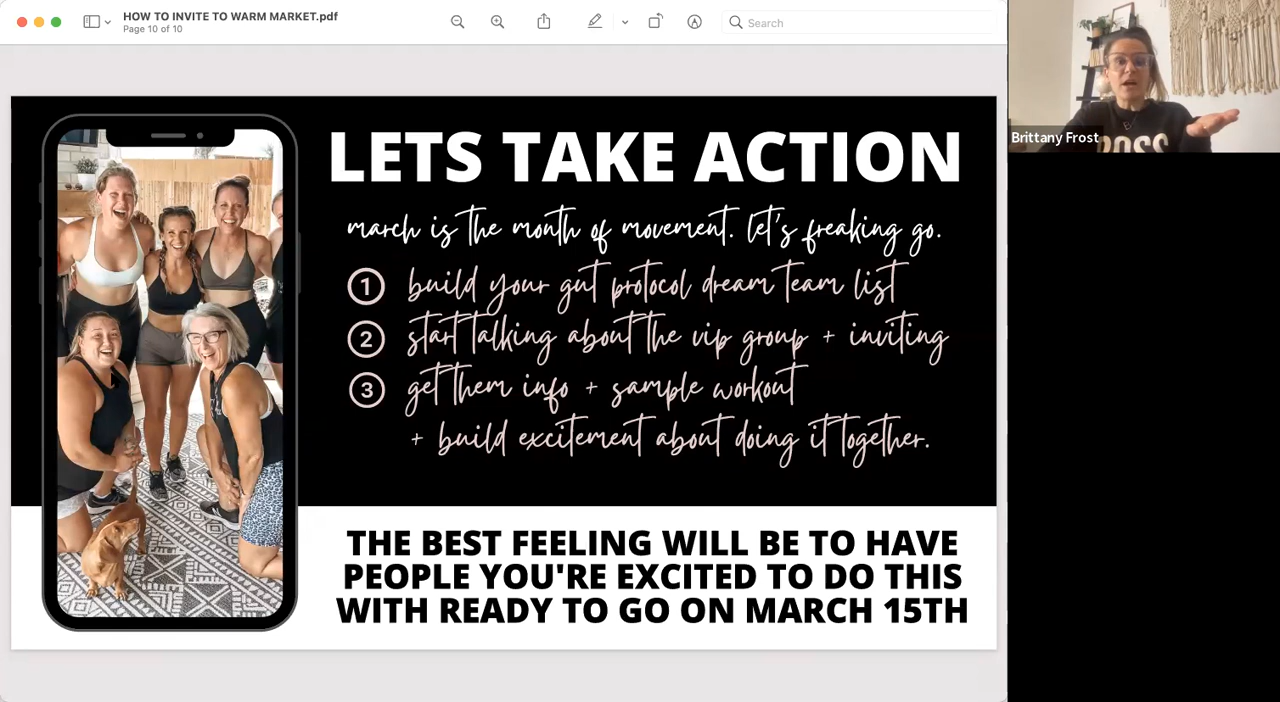 HOW TO INVITE TO WARM MARKET.pdf
Page 10 of 10
Search
LETS TAKE ACTION
march is the month of movement. let's freaking go.
1 build your gut protocol dream team list
2 start talking about the vip group + inviting
3 get them info + sample workout
+ build excitement about doing it together.
THE BEST FEELING WILL BE TO HAVE
PEOPLE YOU'RE EXCITED TO DO THIS
WITH READY TO GO ON MARCH 15TH
Brittany Frost